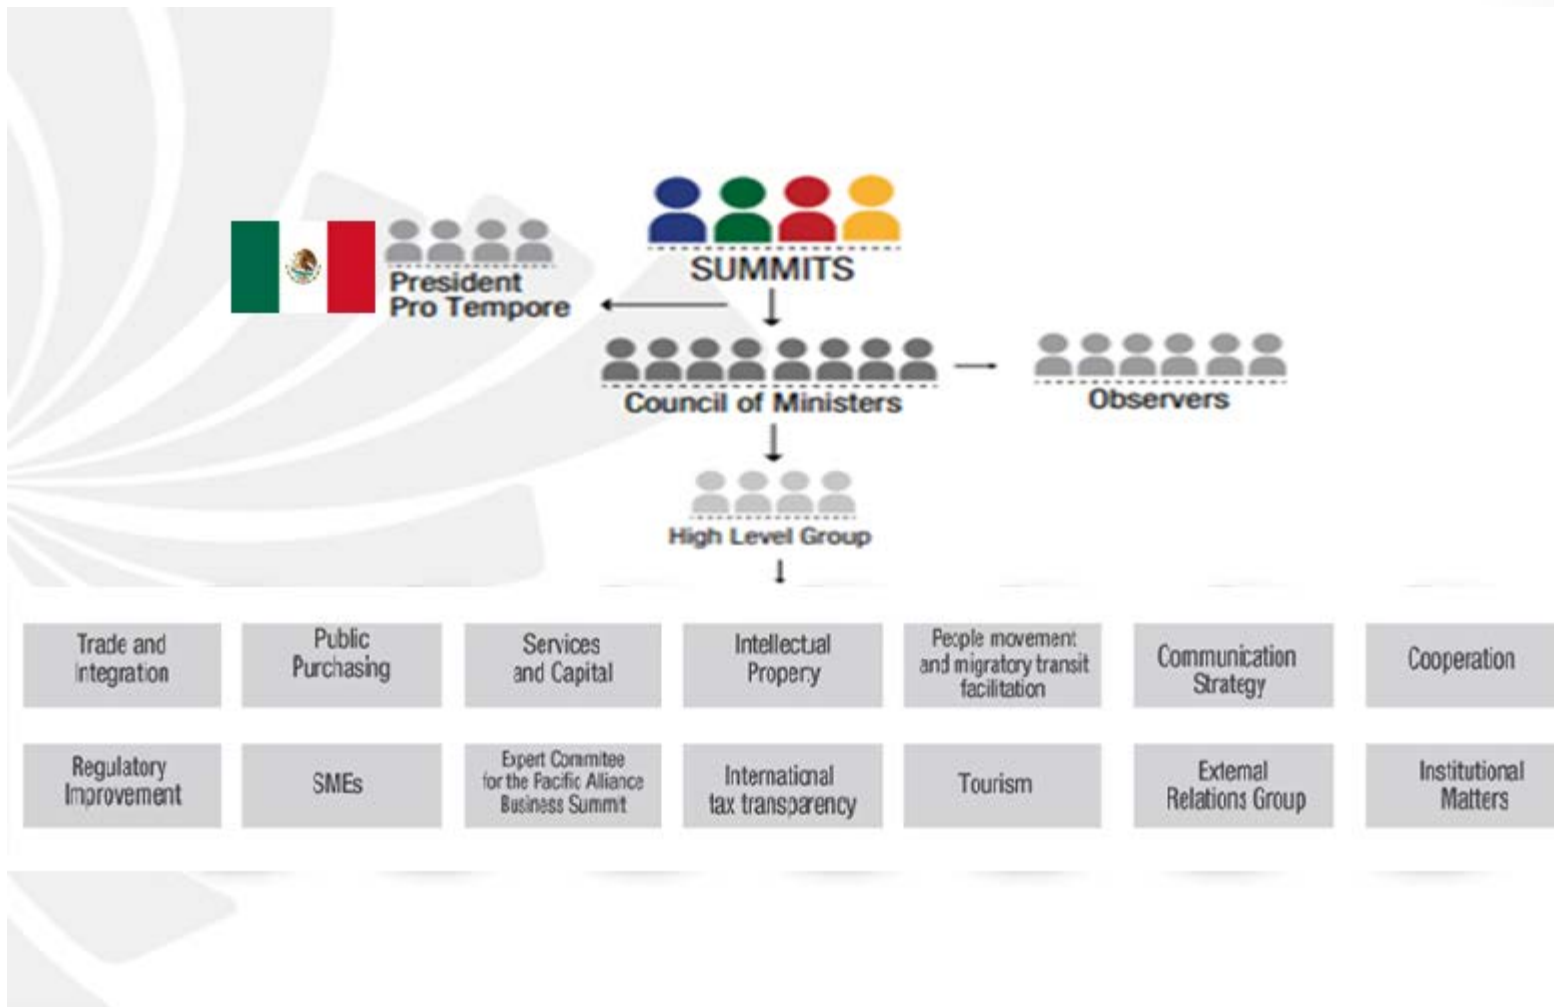 SUMMITS
President
Pro Tempore
Council of Ministers
Observers
High Level Group
Trade and
Integration
Public
Purchasing
Services
and Capital
Intellectual
Propery
People movement
and migratory transit
facilitation
Communication
Strategy
Cooperation
Regulatory
Improvement
SMEs
Expert Commitee
for the Pacific Alliance
Business Summit
International
tax transparency
Tourism
External
Relations Group
Institutional
Matters